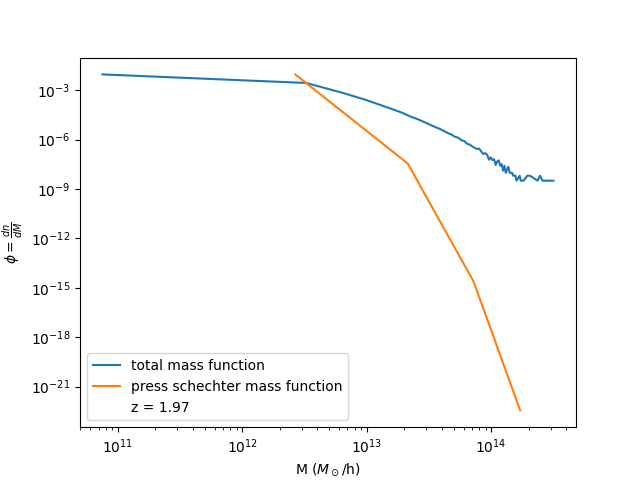 10⁻³
10⁻⁶
10⁻⁹
10⁻¹²
10⁻¹⁵
10⁻¹⁸
10⁻²¹
ϕ = dn/dM
total mass function
press schechter mass function
z = 1.97
10¹¹ 10¹² 10¹³ 10¹⁴
M (M⊙/h)